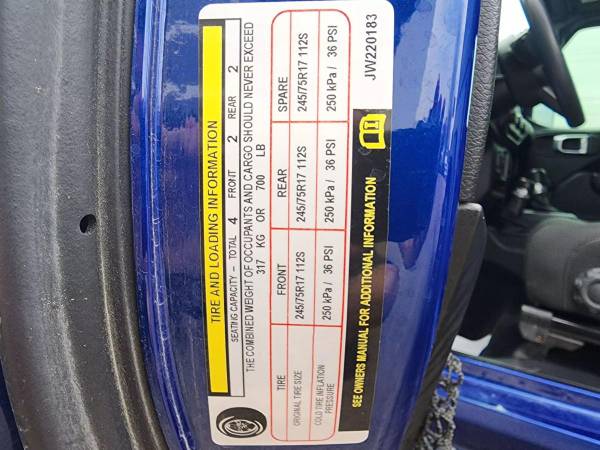 TIRE AND LOADING INFORMATION
SEATING CAPACITY - TOTAL 4 FRONT 2 REAR 2
THE COMBINED WEIGHT OF OCCUPANTS AND CARGO SHOULD NEVER EXCEED
317 KG OR 700 LB
TIRE FRONT REAR SPARE
ORIGINAL TIRE SIZE 245/75R17 112S 245/75R17 112S 245/75R17 112S
COLD TIRE INFLATION PRESSURE 250 kPa / 36 PSI 250 kPa / 36 PSI 250 kPa / 36 PSI
SEE OWNERS MANUAL FOR ADDITIONAL INFORMATION
JW220183